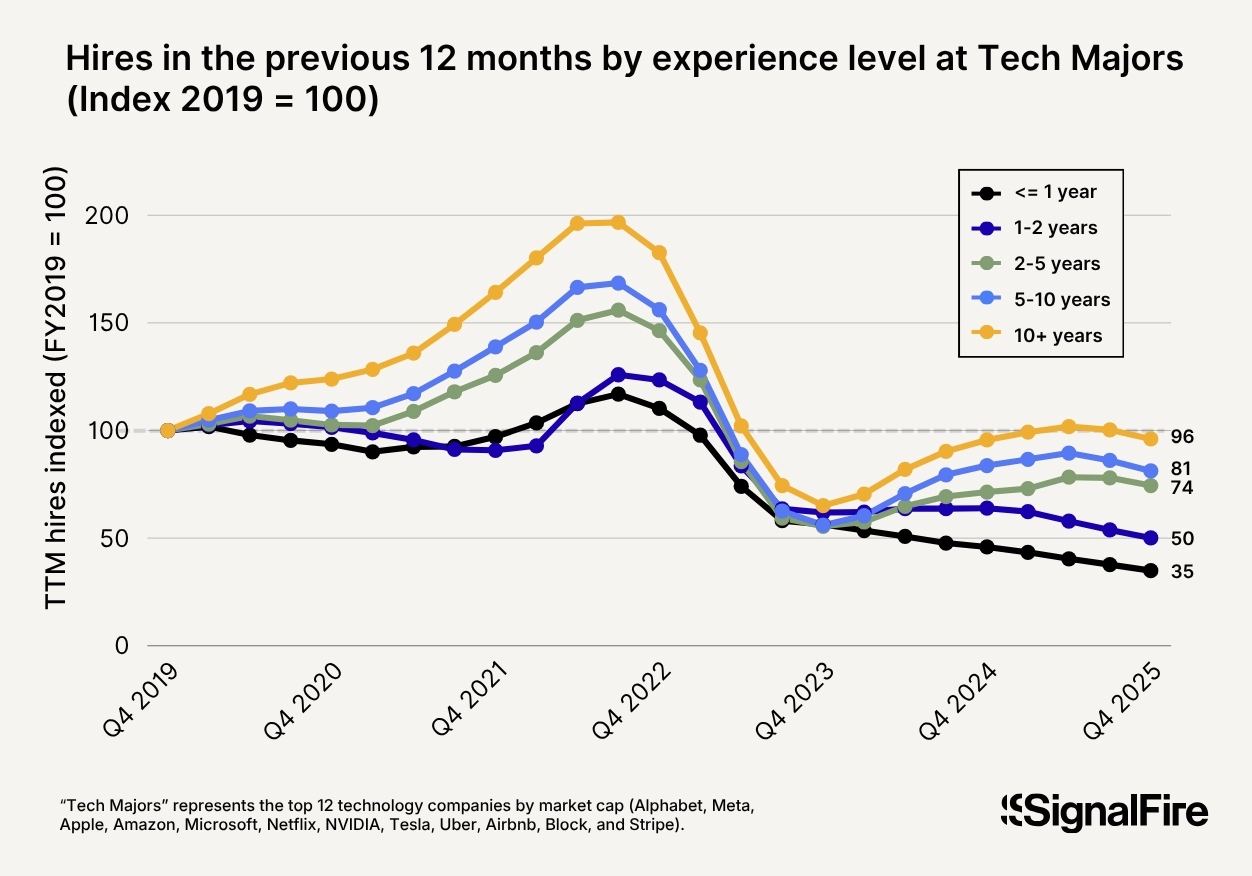 Hires in the previous 12 months by experience level at Tech Majors
(Index 2019 = 100)
TTM hires indexed (FY2019 = 100)
200
150
100
50
0
<= 1 year
1-2 years
2-5 years
5-10 years
10+ years
96
81
74
50
35
Q4 2019
Q4 2020
Q4 2021
Q4 2022
Q4 2023
Q4 2024
Q4 2025
“Tech Majors” represents the top 12 technology companies by market cap (Alphabet, Meta,
Apple, Amazon, Microsoft, Netflix, NVIDIA, Tesla, Uber, Airbnb, Block, and Stripe).
SignalFire